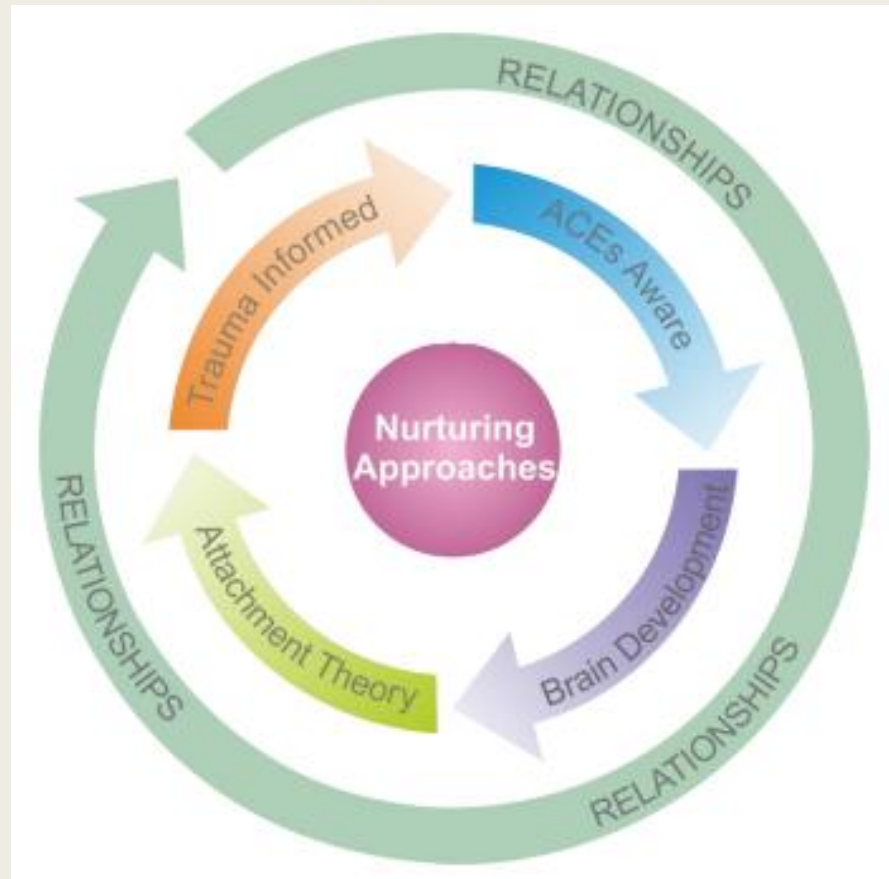 RELATIONSHIPS
Trauma Informed
ACEs Aware
Nurturing
Approaches
Brain Development
Attachment Theory
RELATIONSHIPS
RELATIONSHIPS